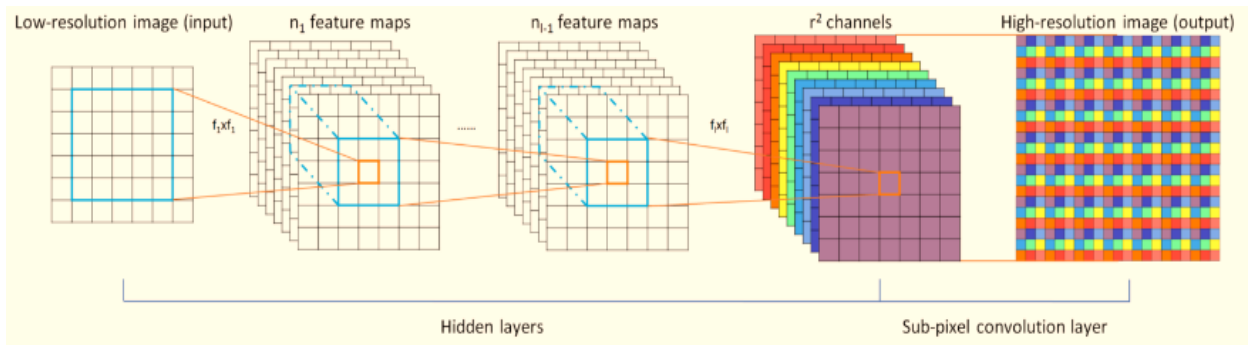 Low-resolution image (input)
n₁ feature maps
nₗ₋₁ feature maps
r² channels
High-resolution image (output)
f₁xf₁
......
fₗxfₗ
Hidden layers
Sub-pixel convolution layer